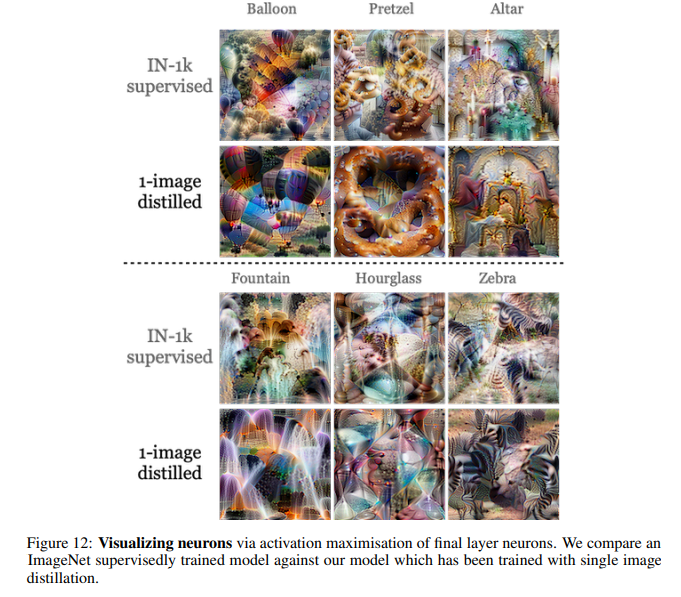 Balloon Pretzel Altar
IN-1k
supervised
1-image
distilled
Fountain Hourglass Zebra
IN-1k
supervised
1-image
distilled
Figure 12: Visualizing neurons via activation maximisation of final layer neurons. We compare an
ImageNet supervisedly trained model against our model which has been trained with single image
distillation.